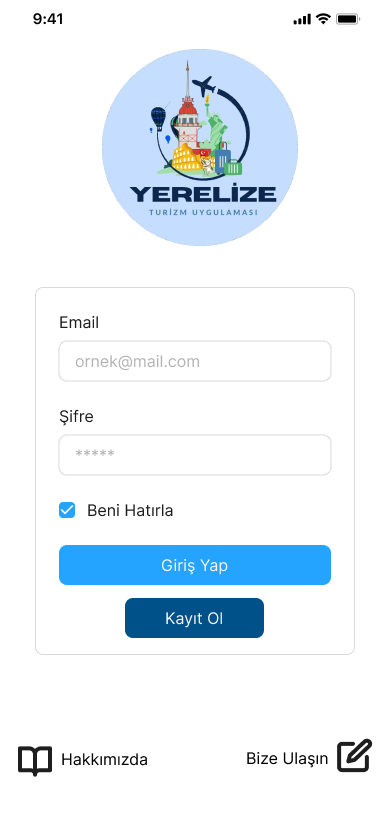 9:41
YERELİZE
TURİZM UYGULAMASI
Email
ornek@mail.com
Şifre
*****
Beni Hatırla
Giriş Yap
Kayıt Ol
Hakkımızda
Bize Ulaşın